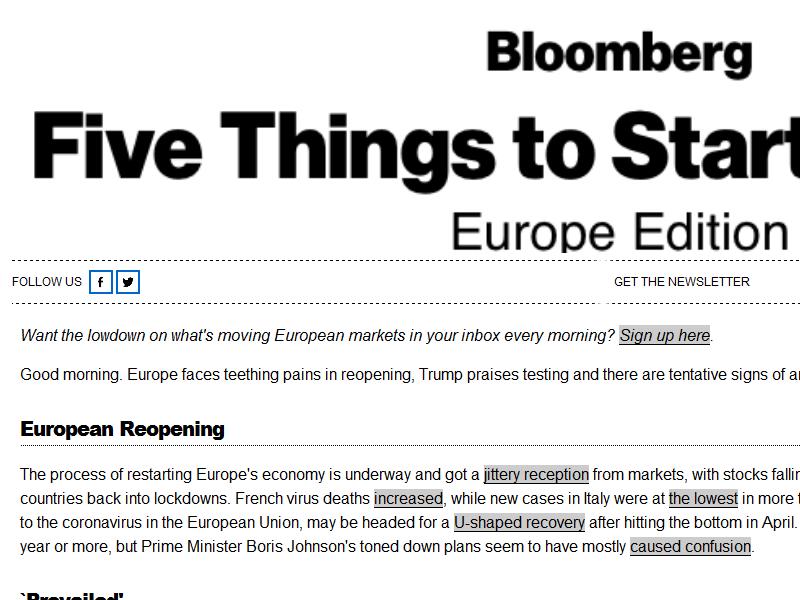 Bloomberg
Five Things to Start
Europe Edition
FOLLOW US
GET THE NEWSLETTER
Want the lowdown on what's moving European markets in your inbox every morning? Sign up here.
Good morning. Europe faces teething pains in reopening, Trump praises testing and there are tentative signs of
European Reopening
The process of restarting Europe's economy is underway and got a jittery reception from markets, with stocks
countries back into lockdowns. French virus deaths increased, while new cases in Italy were at the lowest in more
to the coronavirus in the European Union, may be headed for a U-shaped recovery after hitting the bottom in April.
year or more, but Prime Minister Boris Johnson's toned down plans seem to have mostly caused confusion.
`Prevailed'